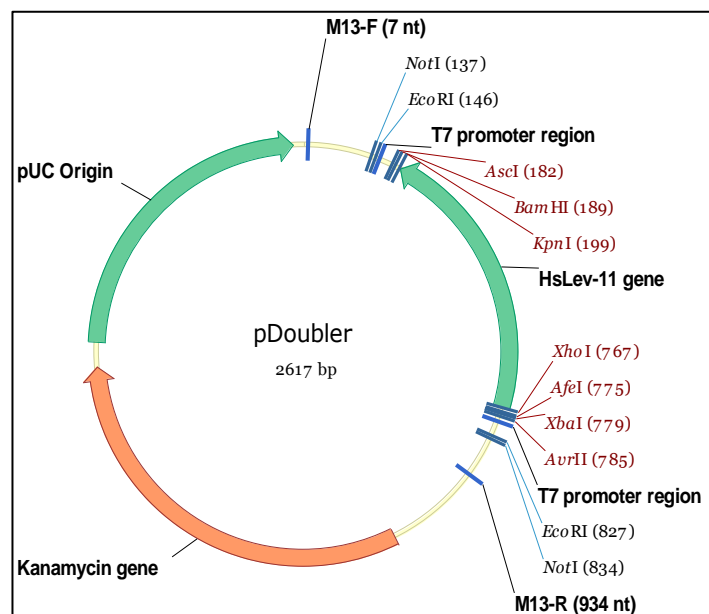 M13-F (7 nt)
NotI (137)
EcoRI (146)
T7 promoter region
AscI (182)
BamHI (189)
KpnI (199)
HsLev-11 gene
pUC Origin
pDoubler
2617 bp
XhoI (767)
AfeI (775)
XbaI (779)
AvrII (785)
T7 promoter region
EcoRI (827)
NotI (834)
M13-R (934 nt)
Kanamycin gene